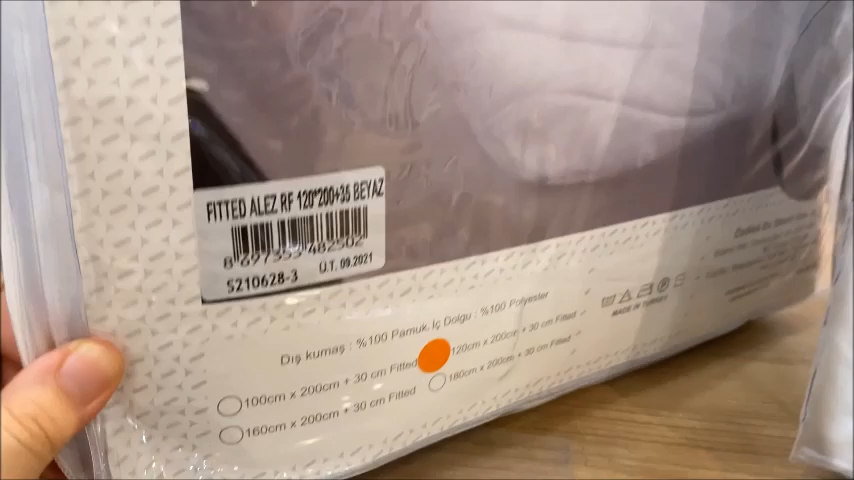 FITTED ALEZ RF 120*200+35 BEYAZ
8 697353 482502
S210628-3 Ü.T. 09.2021
Dış kumaş : %100 Pamuk, İç Dolgu : %100 Polyester
100cm x 200cm + 30 cm Fitted 120cm x 200cm + 30 cm Fitted
160cm x 200cm + 30 cm Fitted 180cm x 200cm + 30 cm Fitted
MADE IN TURKEY